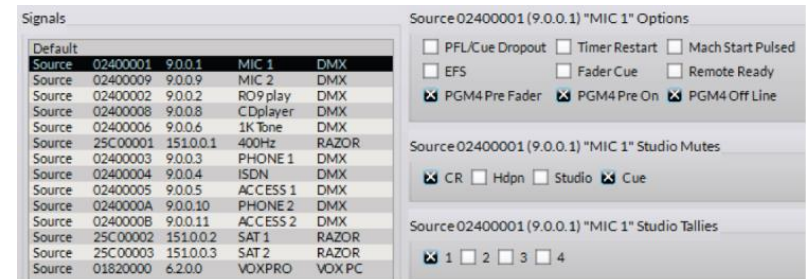 Signals
Default
Source 02400001 9.0.0.1 MIC 1 DMX
Source 02400009 9.0.0.9 MIC 2 DMX
Source 02400002 9.0.0.2 RO9 play DMX
Source 02400008 9.0.0.8 CDplayer DMX
Source 02400006 9.0.0.6 1K Tone DMX
Source 25C00001 151.0.0.1 400Hz RAZOR
Source 02400003 9.0.0.3 PHONE 1 DMX
Source 02400004 9.0.0.4 ISDN DMX
Source 02400005 9.0.0.5 ACCESS 1 DMX
Source 0240000A 9.0.0.10 PHONE 2 DMX
Source 0240000B 9.0.0.11 ACCESS 2 DMX
Source 25C00002 151.0.0.2 SAT 1 RAZOR
Source 25C00003 151.0.0.3 SAT 2 RAZOR
Source 01820000 6.2.0.0 VOXPRO VOX PC
Source 02400001 (9.0.0.1) "MIC 1" Options
PFL/Cue Dropout Timer Restart Mach Start Pulsed
EFS Fader Cue Remote Ready
PGM4 Pre Fader PGM4 Pre On PGM4 Off Line
Source 02400001 (9.0.0.1) "MIC 1" Studio Mutes
CR Hdpn Studio Cue
Source 02400001 (9.0.0.1) "MIC 1" Studio Tallies
1 2 3 4